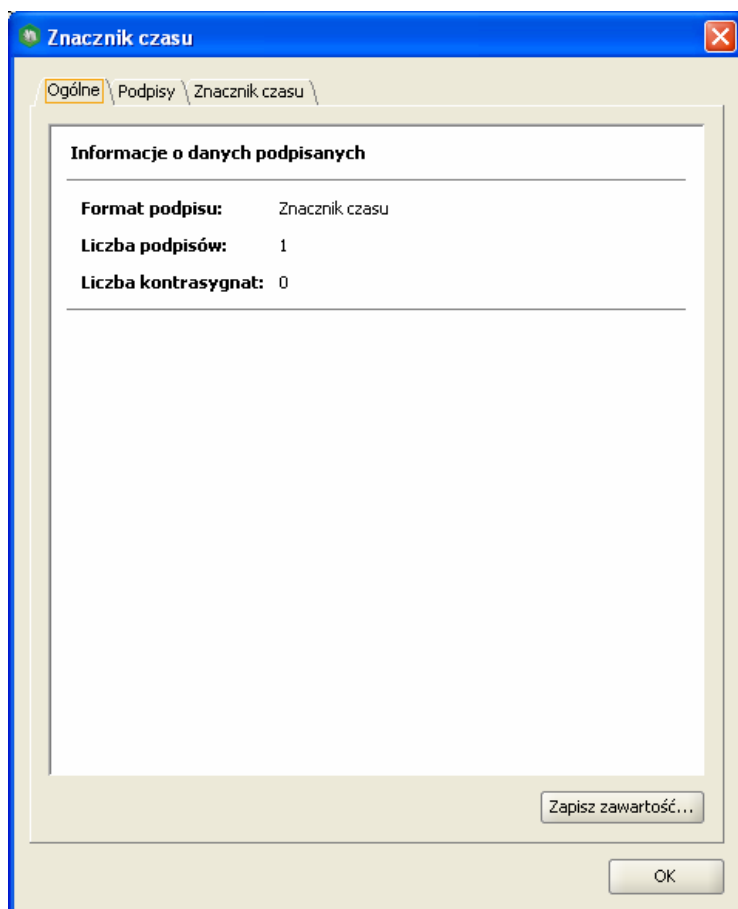 Znacznik czasu
Ogólne Podpisy Znacznik czasu
Informacje o danych podpisanych
Format podpisu: Znacznik czasu
Liczba podpisów: 1
Liczba kontrasygnat: 0
Zapisz zawartość...
OK